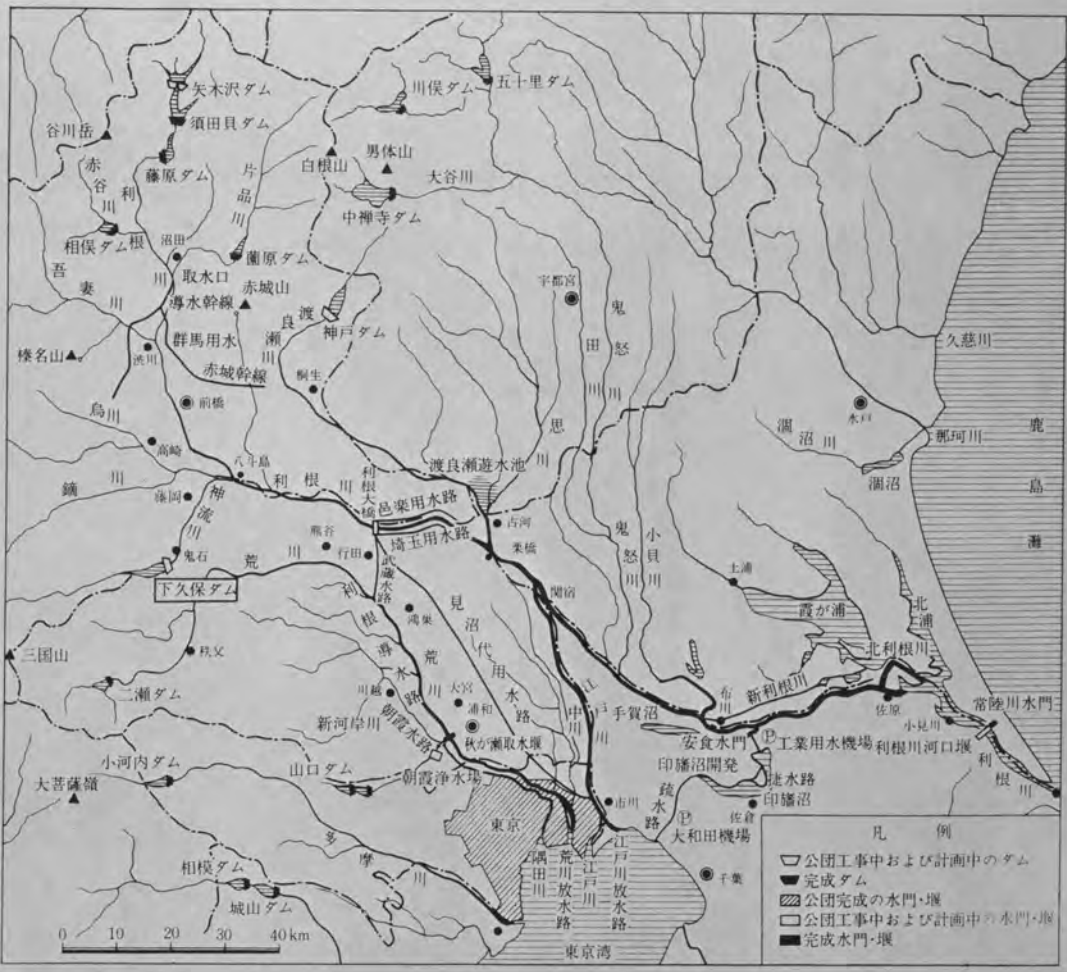 矢木沢ダム
須田貝ダム
藤原ダム
谷川岳
赤谷川
利根川
片品川
相俣ダム
沼田
薗原ダム
吾妻川
取水口
導水幹線
赤城山
群馬用水
赤城幹線
榛名山
渋川
前橋
烏川
高崎
八斗島
鏑川
藤岡
神流川
鬼石
下久保ダム
三国山
秩父
二瀬ダム
川俣ダム
五十里ダム
白根山
男体山
大谷川
中禅寺ダム
渡良瀬川
神戸ダム
桐生
宇都宮
田川
鬼怒川
思川
渡良瀬遊水池
利根川
利根大橋
邑楽用水路
埼玉用水路
古河
栗橋
熊谷
行田
荒川
武蔵水路
利根導水路
鴻巣
見沼代用水路
荒川
川越
大宮
浦和
新河岸川
朝霞水路
秋が瀬取水堰
朝霞浄水場
関宿
鬼怒川
小貝川
久慈川
水戸
那珂川
涸沼川
涸沼
鹿島灘
土浦
霞が浦
北浦
北利根川
新利根川
布川
佐原
小見川
常陸川水門
利根川河口堰
利根川
中川
江戸川
手賀沼
安食水門
Ⓟ工業用水機場
印旛沼開発
捷水路
印旛沼
佐倉
疏水路
Ⓟ
大和田機場
市川
千葉
小河内ダム
大菩薩嶺
山口ダム
東京
多摩川
相模ダム
城山ダム
隅田川
荒川放水路
江戸川
江戸川放水路
東京湾
0 10 20 30 40km
凡例
公団工事中および計画中のダム
完成ダム
公団完成の水門・堰
公団工事中および計画中の水門・堰
完成水門・堰